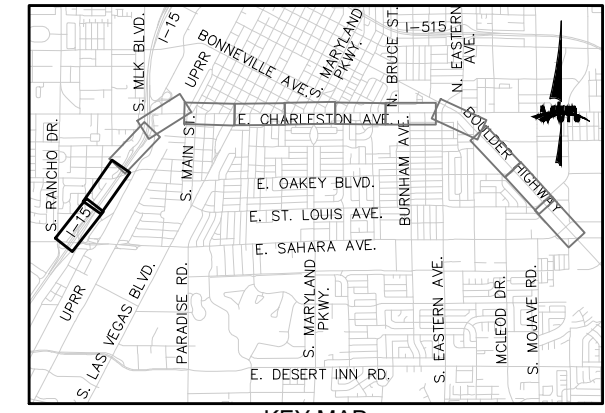 S. MLK BLVD.
I-15
UPRR
BONNEVILLE AVE.
S. MARYLAND
PKWY.
N. BRUCE ST.
I-515
N. EASTERN
AVE.
S. RANCHO DR.
S. MAIN ST.
E. CHARLESTON AVE.
BURNHAM AVE.
BOULDER HIGHWAY
NORTH
E. OAKEY BLVD.
E. ST. LOUIS AVE.
E. SAHARA AVE.
I-15
UPRR
S. LAS VEGAS BLVD.
PARADISE RD.
S. MARYLAND
PKWY.
S. EASTERN AVE.
MCLEOD DR.
S. MOJAVE RD.
E. DESERT INN RD.
KEY MAP